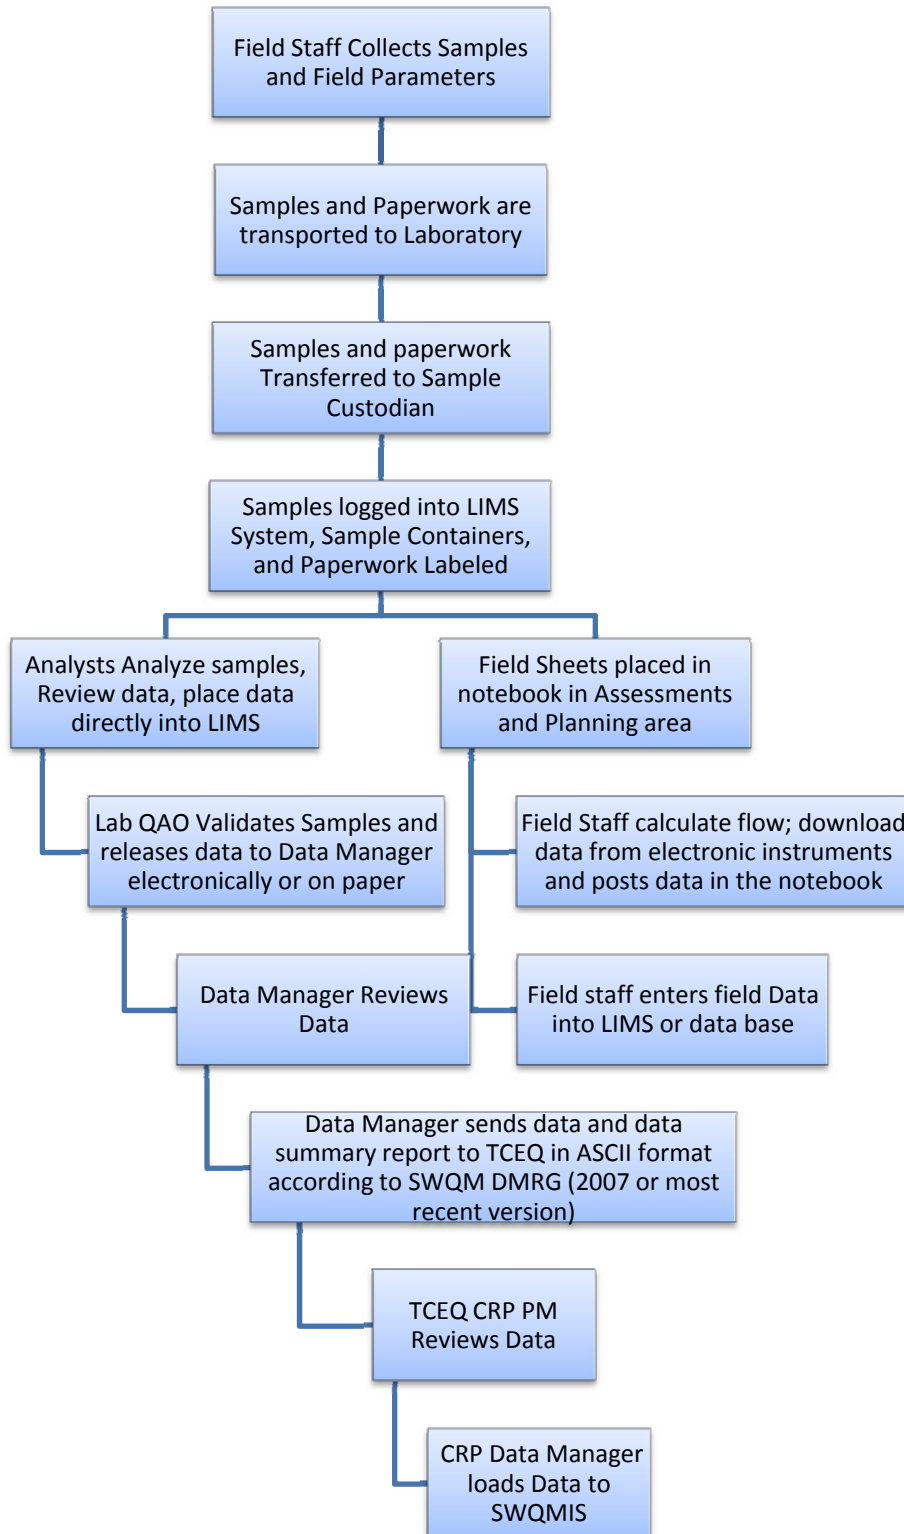 Field Staff Collects Samples
and Field Parameters
Samples and Paperwork are
transported to Laboratory
Samples and paperwork
Transferred to Sample
Custodian
Samples logged into LIMS
System, Sample Containers,
and Paperwork Labeled
Analysts Analyze samples,
Review data, place data
directly into LIMS
Field Sheets placed in
notebook in Assessments
and Planning area
Lab QAO Validates Samples and
releases data to Data Manager
electronically or on paper
Field Staff calculate flow; download
data from electronic instruments
and posts data in the notebook
Data Manager Reviews
Data
Field staff enters field Data
into LIMS or data base
Data Manager sends data and data
summary report to TCEQ in ASCII format
according to SWQM DMRG (2007 or most
recent version)
TCEQ CRP PM
Reviews Data
CRP Data Manager
loads Data to
SWQMIS